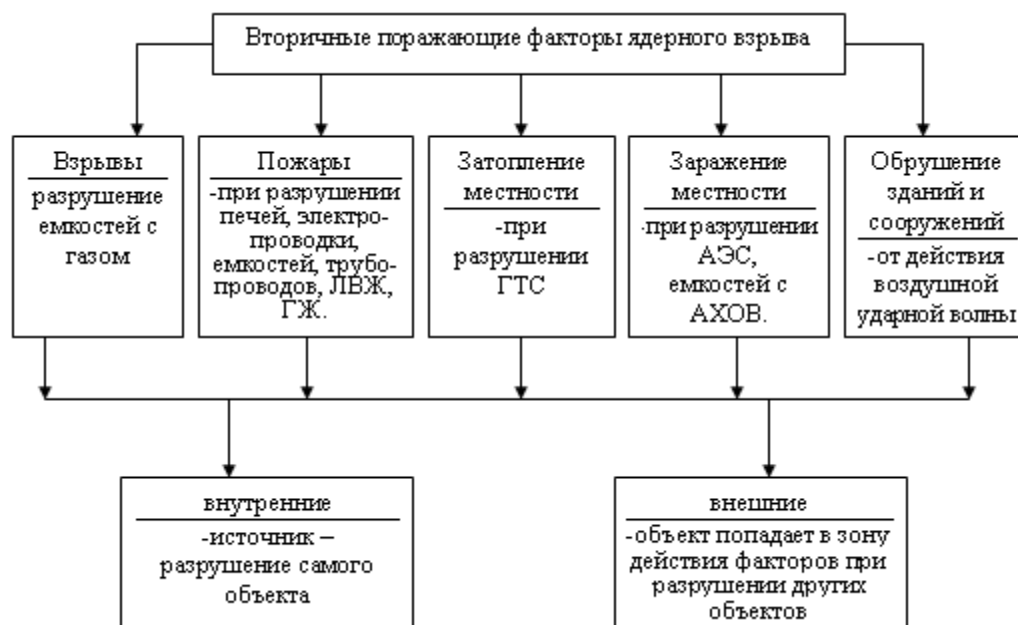 Вторичные поражающие факторы ядерного взрыва
Взрывы
разрушение
емкостей с
газом
Пожары
-при разрушении
печей, электро-
проводки,
емкостей, трубо-
проводов, ЛВЖ,
ГЖ.
Затопление
местности
-при
разрушении
ГТС
Заражение
местности
-при разрушении
АЭС,
емкостей с
АХОВ.
Обрушение
зданий и
сооружений
-от действия
воздушной
ударной волны
внутренние
-источник –
разрушение самого
объекта
внешние
-объект попадает в зону
действия факторов при
разрушении других
объектов